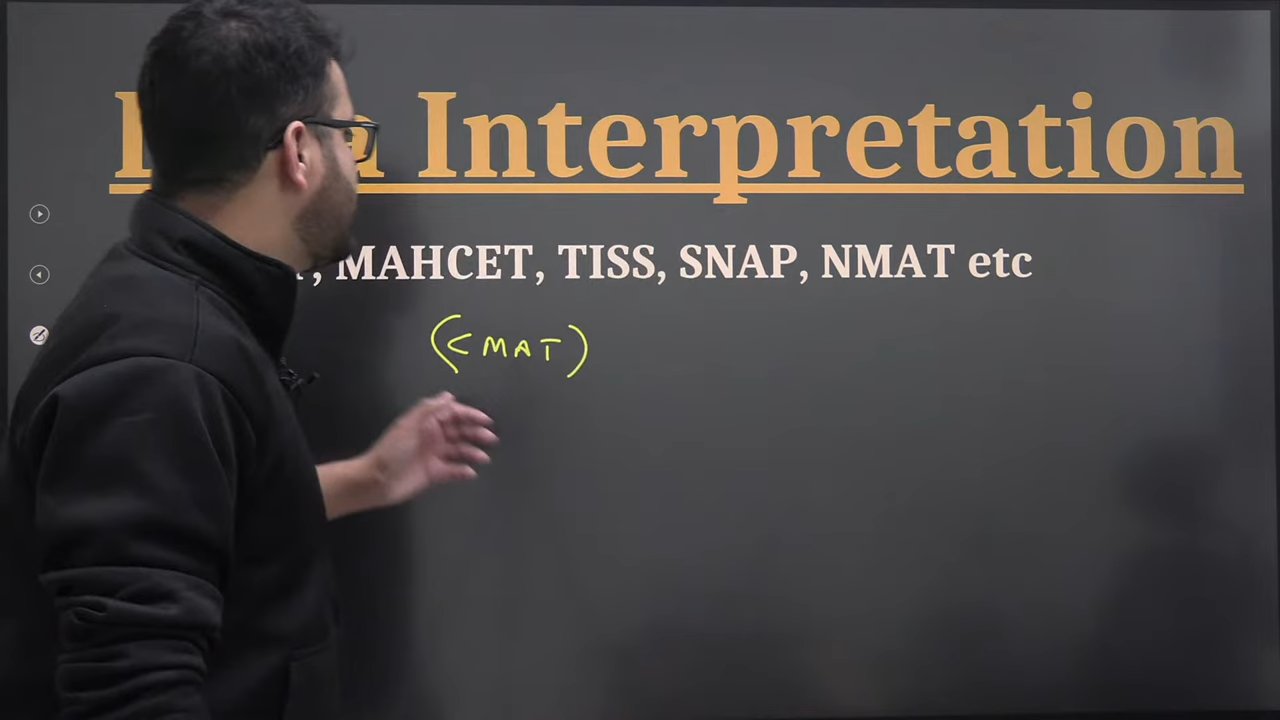 Interpretation
MAHCET, TISS, SNAP, NMAT etc
(CMAT)